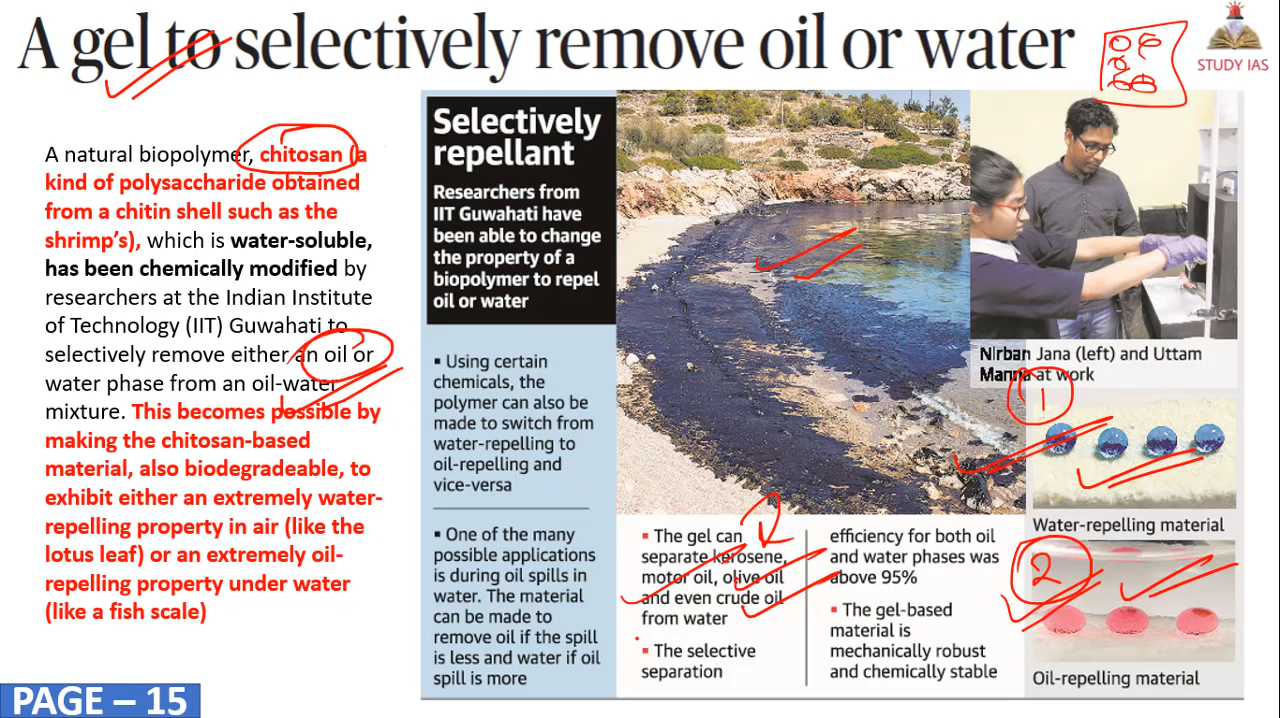 A gel to selectively remove oil or water
STUDY IAS
A natural biopolymer, chitosan (a
kind of polysaccharide obtained
from a chitin shell such as the
shrimp’s), which is water-soluble,
has been chemically modified by
researchers at the Indian Institute
of Technology (IIT) Guwahati to
selectively remove either an oil or
water phase from an oil-water
mixture. This becomes possible by
making the chitosan-based
material, also biodegradeable, to
exhibit either an extremely water-
repelling property in air (like the
lotus leaf) or an extremely oil-
repelling property under water
(like a fish scale)
PAGE – 15
Selectively
repellant
Researchers from
IIT Guwahati have
been able to change
the property of a
biopolymer to repel
oil or water
▪ Using certain
chemicals, the
polymer can also be
made to switch from
water-repelling to
oil-repelling and
vice-versa
▪ One of the many
possible applications
is during oil spills in
water. The material
can be made to
remove oil if the spill
is less and water if oil
spill is more
▪ The gel can
separate kerosene,
motor oil, olive oil
and even crude oil
from water
▪ The selective
separation
efficiency for both oil
and water phases was
above 95%
▪ The gel-based
material is
mechanically robust
and chemically stable
Nirban Jana (left) and Uttam
Manna at work
1
Water-repelling material
2
Oil-repelling material